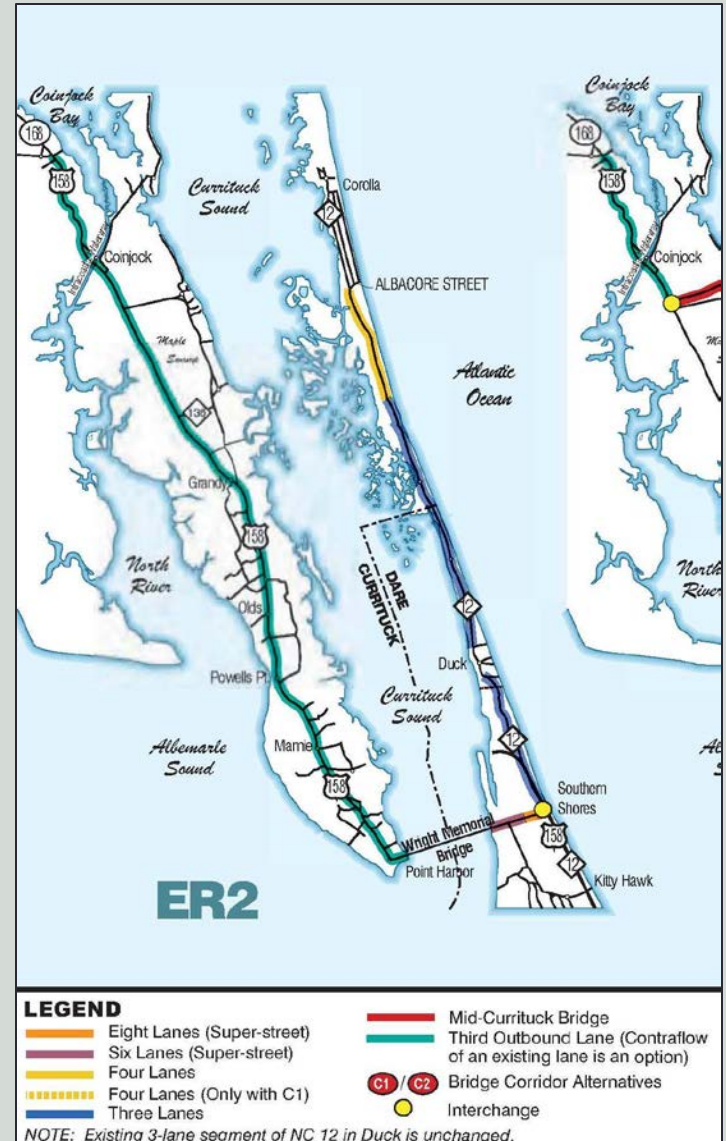 Coinjock
Bay
168
158
Currituck
Sound
Corolla
12
Coinjock
ALBACORE STREET
Maple
Swamp
Atlantic
Ocean
136
Grandy
158
North
River
DARE
CURRITUCK
12
Olds
Duck
Powells Pt.
Currituck
Sound
Albemarle
Sound
Mamie
12
158
Southern
Shores
Wright Memorial
Bridge
158
Point Harbor
12
Kitty Hawk
ER2
Coinjock
Bay
168
158
Coinjock
North
River
LEGEND
Eight Lanes (Super-street)
Six Lanes (Super-street)
Four Lanes
Four Lanes (Only with C1)
Three Lanes
Mid-Currituck Bridge
Third Outbound Lane (Contraflow
of an existing lane is an option)
C1 / C2 Bridge Corridor Alternatives
Interchange
NOTE: Existing 3-lane segment of NC 12 in Duck is unchanged.